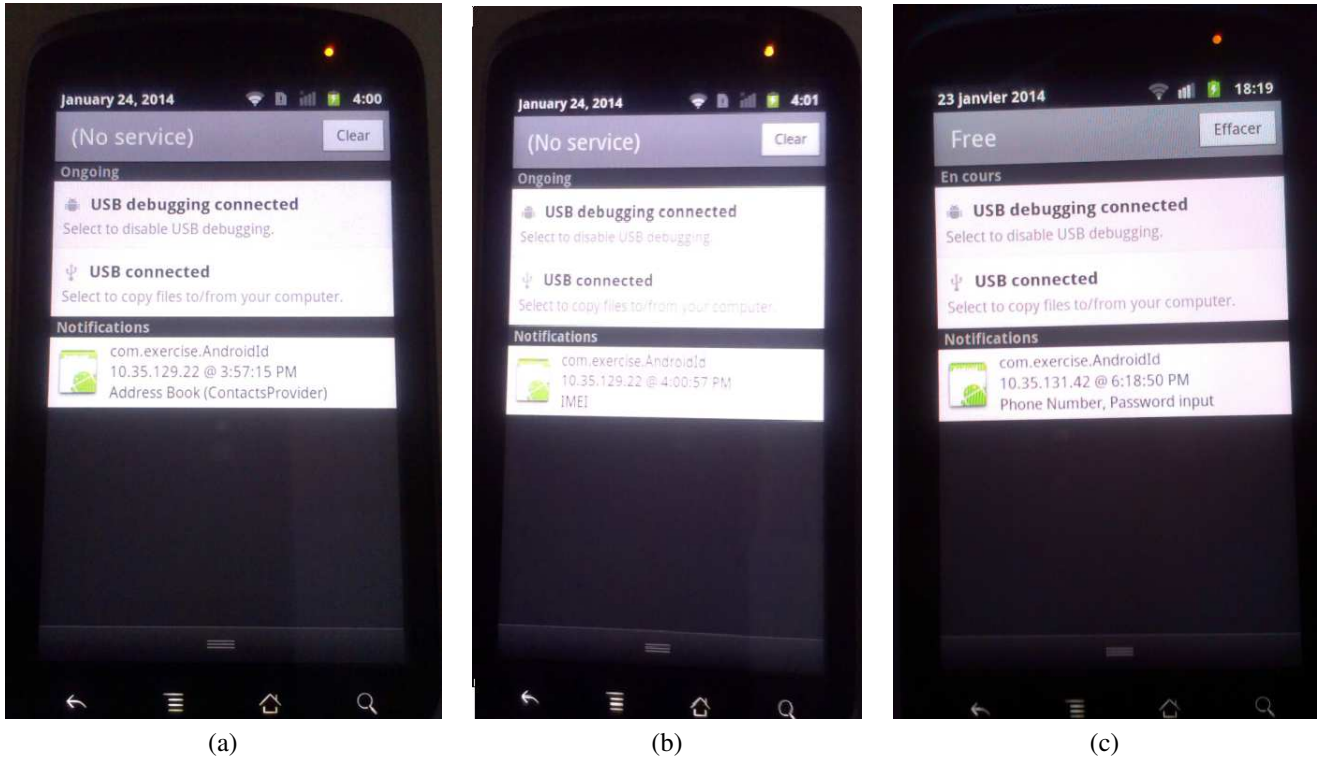 January 24, 2014 4:00
(No service) Clear
Ongoing
USB debugging connected
Select to disable USB debugging.
USB connected
Select to copy files to/from your computer.
Notifications
com.exercise.AndroidId
10.35.129.22 @ 3:57:15 PM
Address Book (ContactsProvider)
(a)
January 24, 2014 4:01
(No service) Clear
Ongoing
USB debugging connected
Select to disable USB debugging.
USB connected
Select to copy files to/from your computer.
Notifications
com.exercise.AndroidId
10.35.129.22 @ 4:00:57 PM
IMEI
(b)
23 janvier 2014 18:19
Free Effacer
En cours
USB debugging connected
Select to disable USB debugging.
USB connected
Select to copy files to/from your computer.
Notifications
com.exercise.AndroidId
10.35.131.42 @ 6:18:50 PM
Phone Number, Password input
(c)